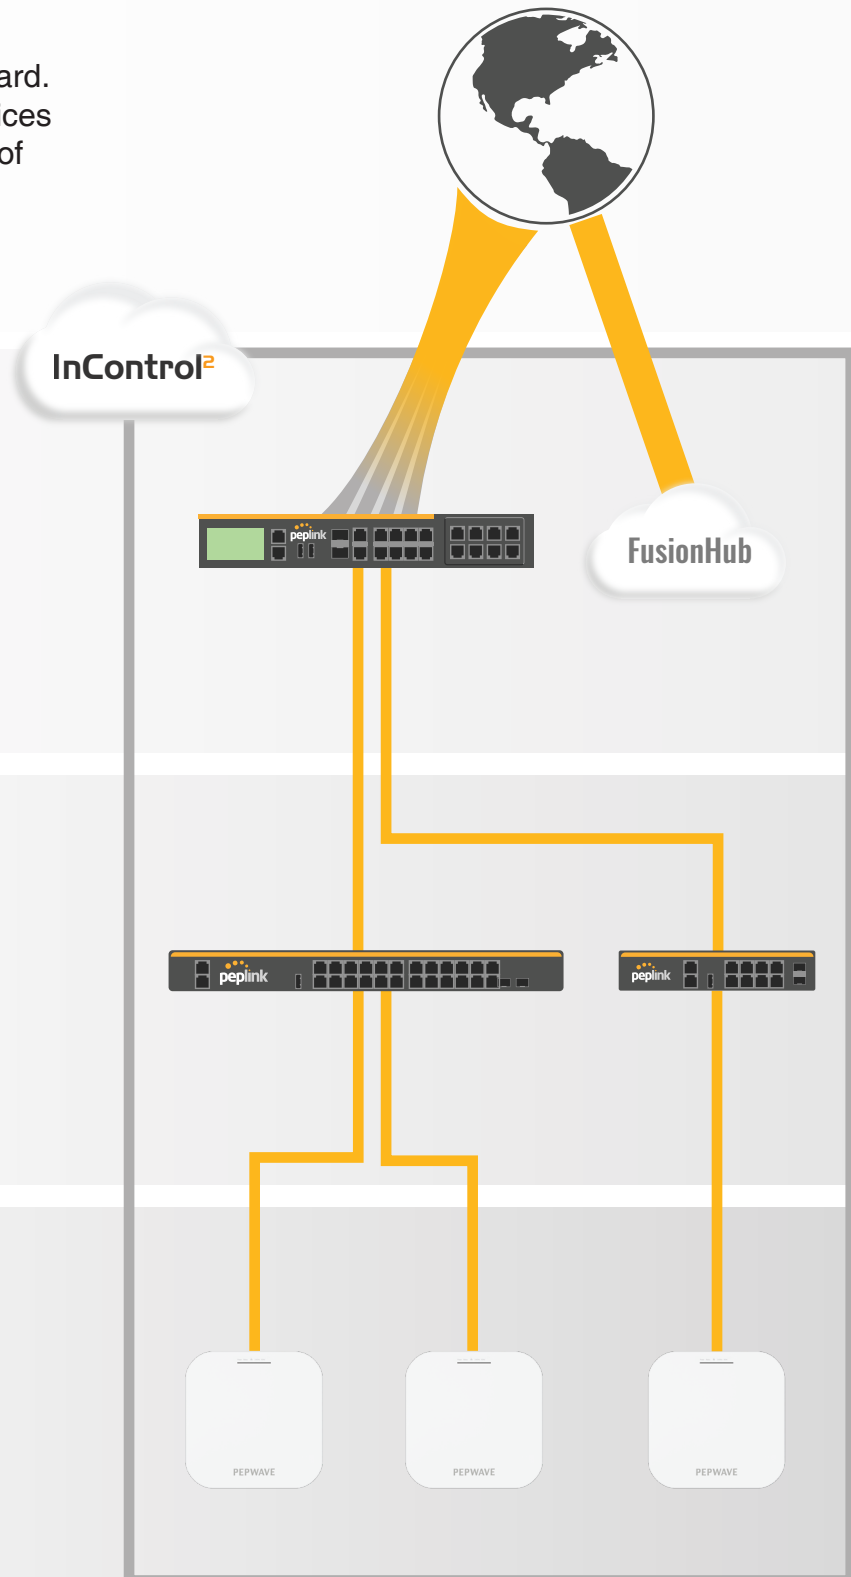 ard.
ices
of
InControl²
peplink
FusionHub
peplink
peplink
PEPWAVE
PEPWAVE
PEPWAVE